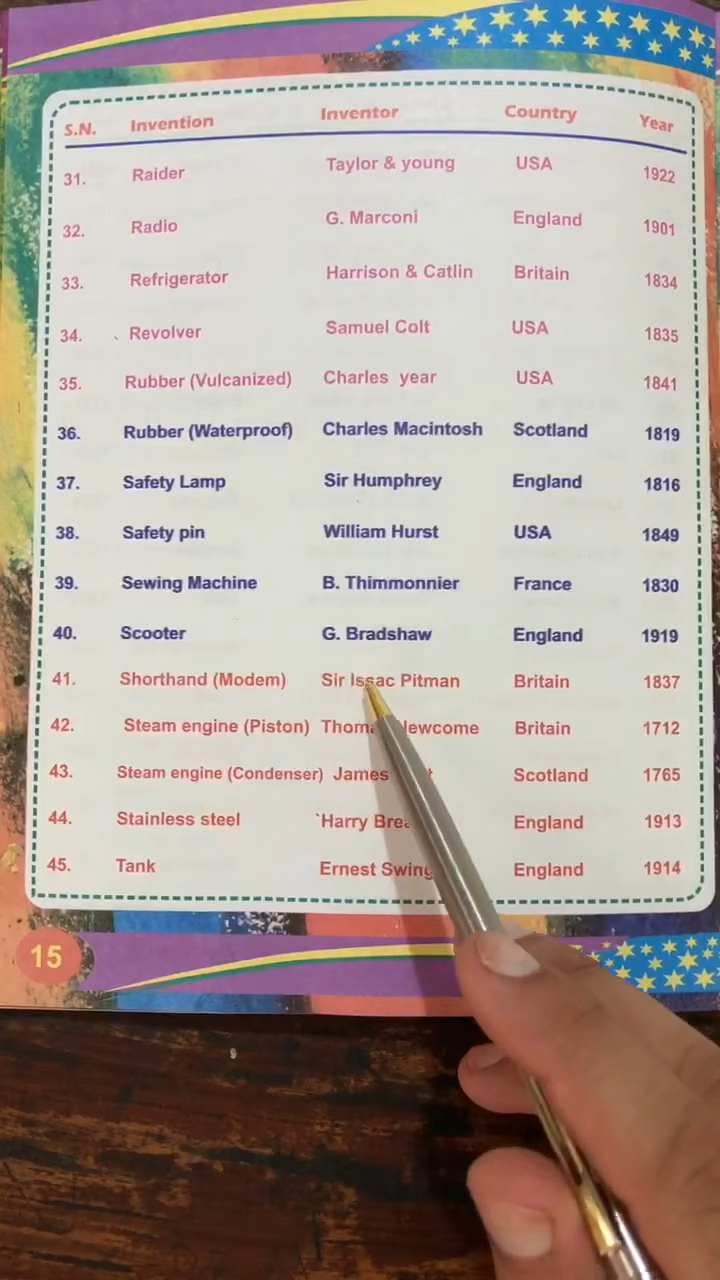 S.N. Invention Inventor Country Year
31. Raider Taylor & young USA 1922
32. Radio G. Marconi England 1901
33. Refrigerator Harrison & Catlin Britain 1834
34. Revolver Samuel Colt USA 1835
35. Rubber (Vulcanized) Charles year USA 1841
36. Rubber (Waterproof) Charles Macintosh Scotland 1819
37. Safety Lamp Sir Humphrey England 1816
38. Safety pin William Hurst USA 1849
39. Sewing Machine B. Thimmonnier France 1830
40. Scooter G. Bradshaw England 1919
41. Shorthand (Modem) Sir Issac Pitman Britain 1837
42. Steam engine (Piston) Britain 1712
43. Steam engine (Condenser) James Scotland 1765
44. Stainless steel `Harry England 1913
45. Tank Ernest England 1914
15